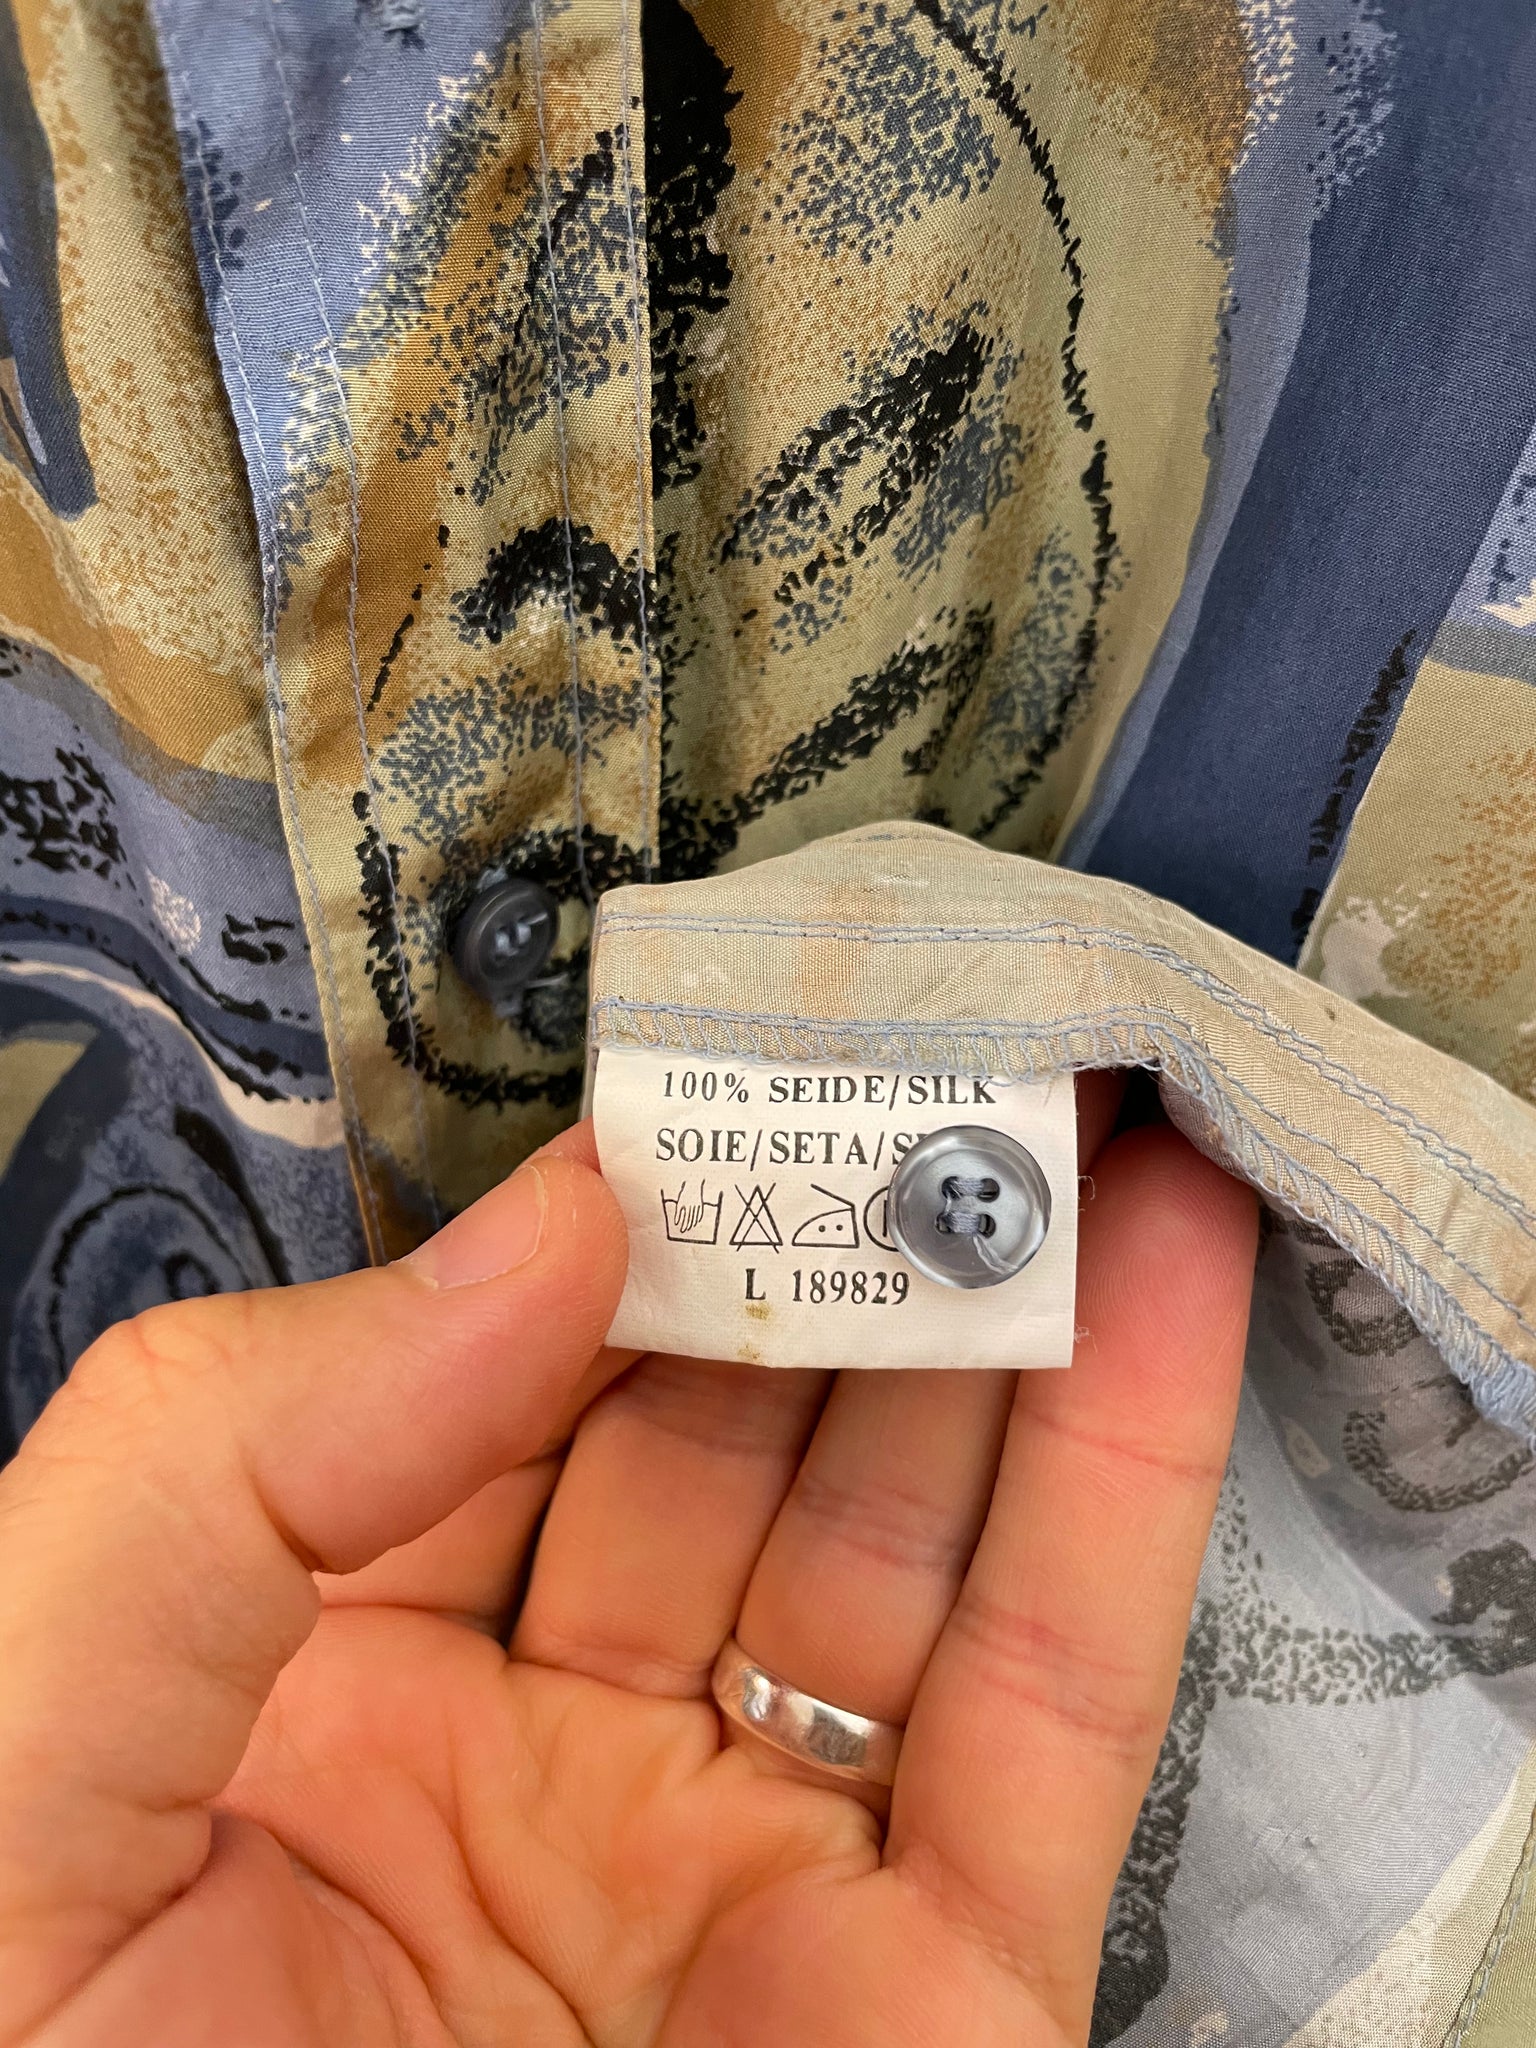 100% SEIDE/SILK
SOIE/SETA/
L 189829